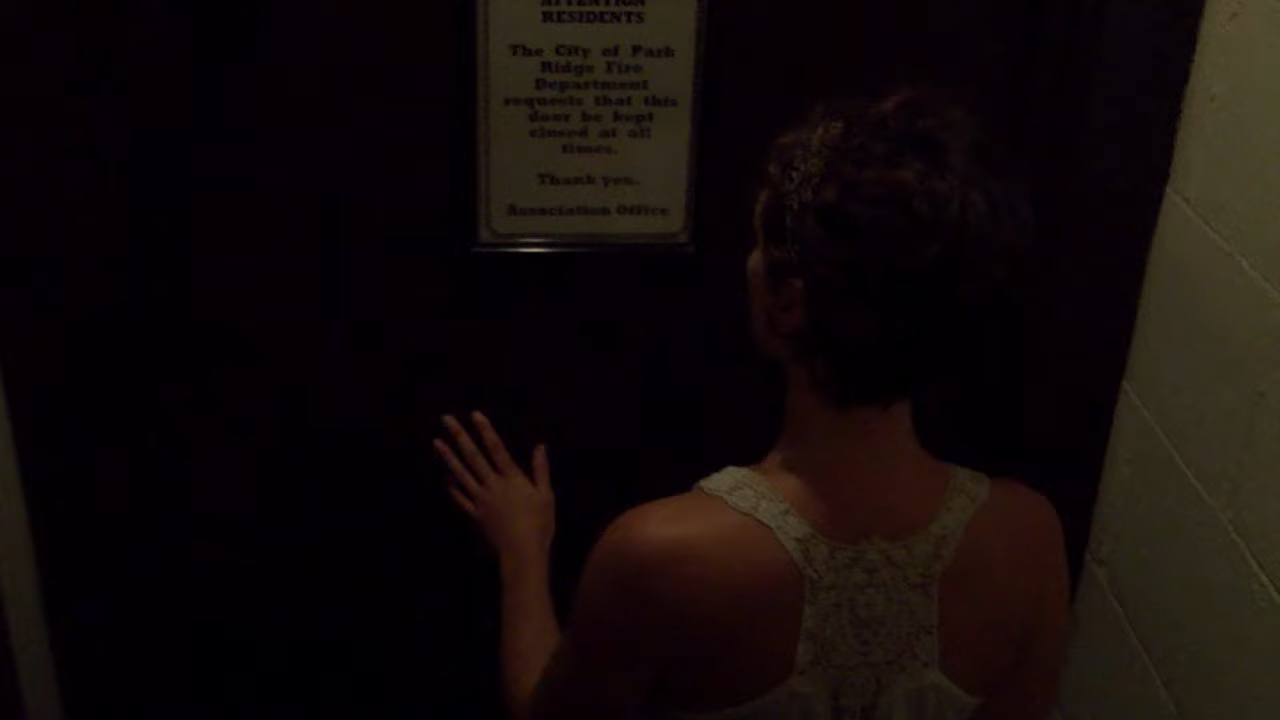 ATTENTION
RESIDENTS
The City of Park
Ridge Fire
Department
requests that this
door be kept
closed at all
times.
Thank you.
Association Office